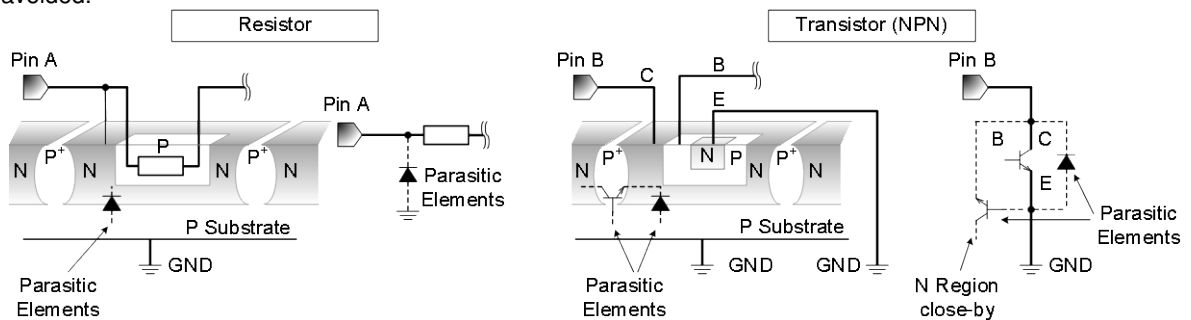 avoided.
Resistor
Transistor (NPN)
Pin A
Pin A
N
P+
N
P
N
P+
N
Parasitic
Elements
P Substrate
GND
Parasitic
Elements
Pin B
C
B
E
N
P+
N
N
P
P+
N
P Substrate
GND
GND
Parasitic
Elements
Pin B
B
C
E
Parasitic
Elements
GND
N Region
close-by